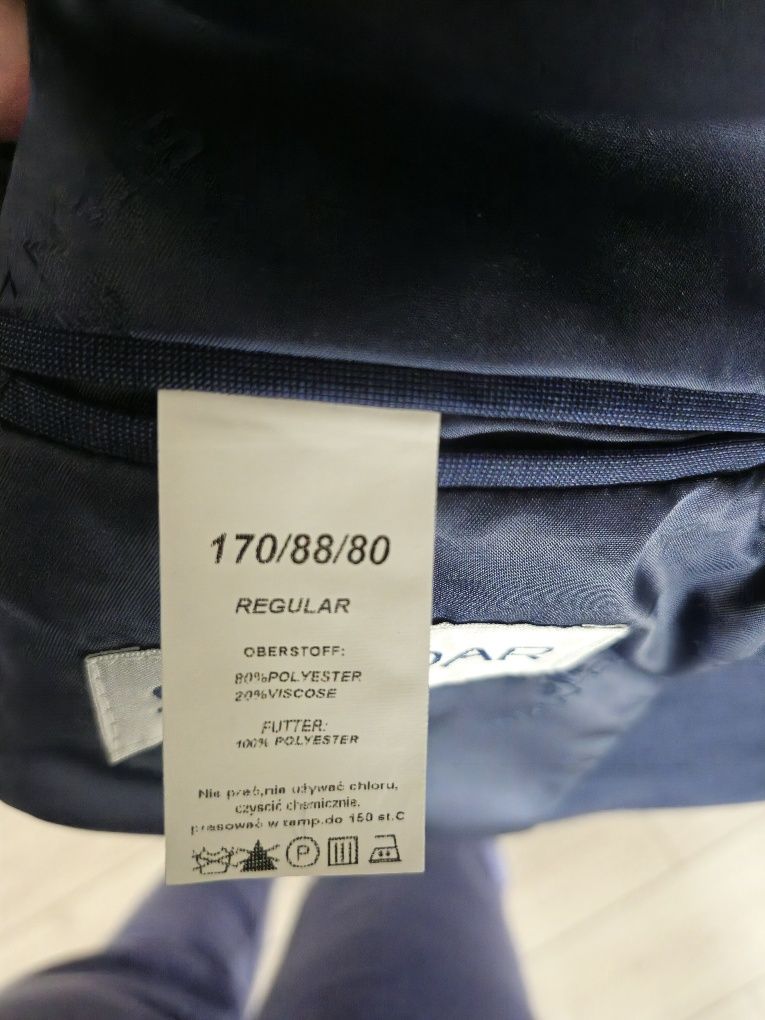 170/88/80
REGULAR
OBERSTOFF:
80%POLYESTER
20%VISCOSE
FUTTER:
100% POLYESTER
Nie prać,nie używać chloru,
czyścić chemicznie,
prasować w temp.do 150 st.C
P